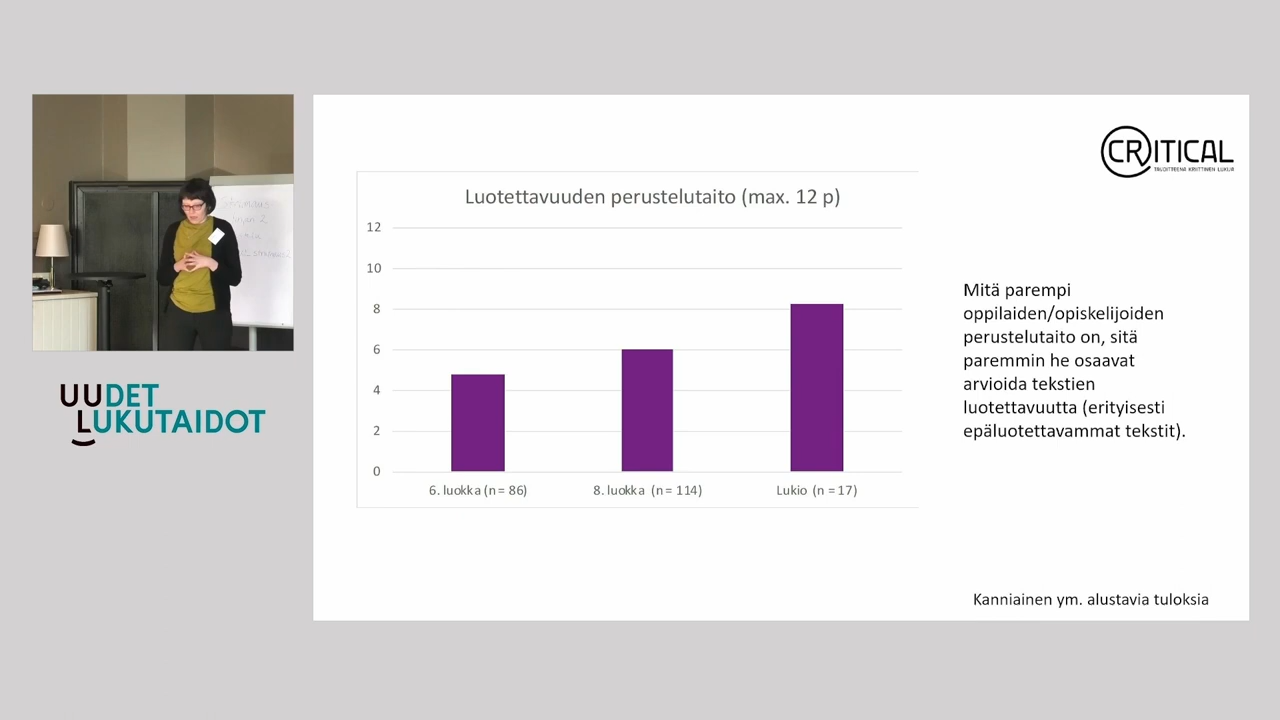 CRITICAL
Luotettavuuden perustelutaito (max. 12 p)
12
10
8
6
4
2
0
6. luokka (n = 86)
8. luokka (n = 114)
Lukio (n = 17)
Mitä parempi
oppilaiden/opiskelijoiden
perustelutaito on, sitä
paremmin he osaavat
arvioida tekstien
luotettavuutta (erityisesti
epäluotettavammat tekstit).
Kanniainen ym. alustavia tuloksia
UUDET
LUKUTAIDOT